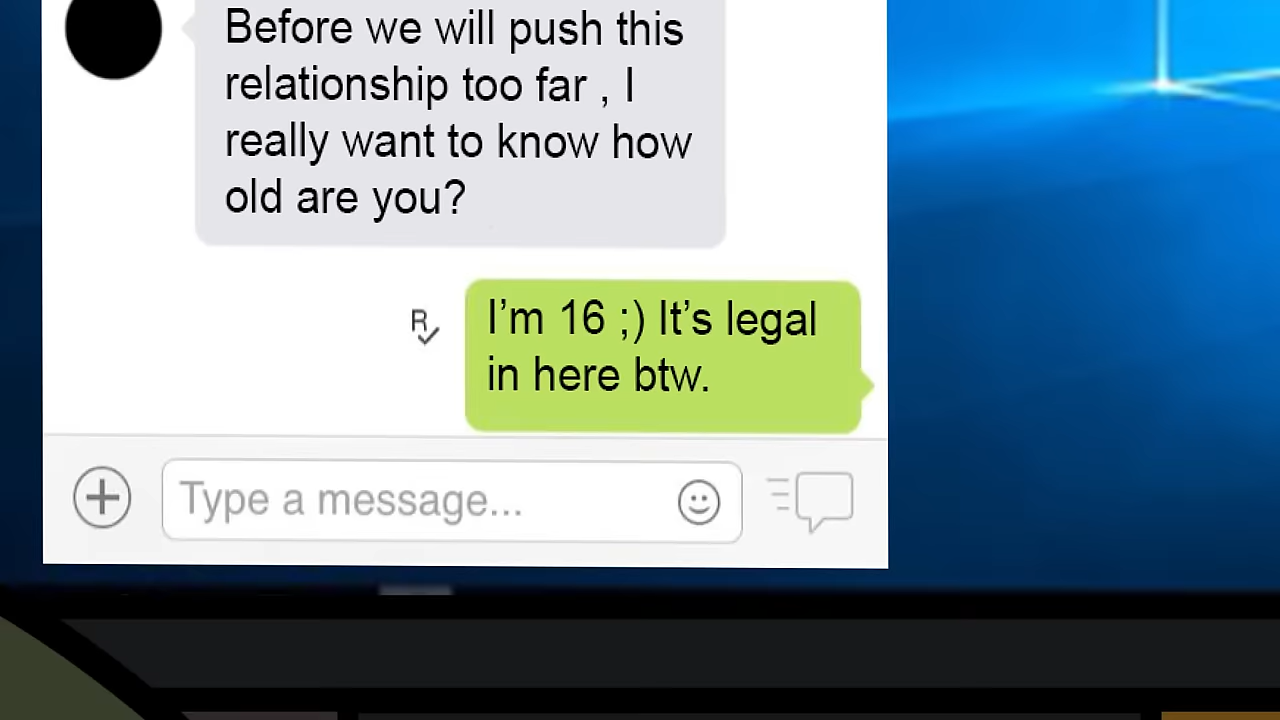 Before we will push this
relationship too far , I
really want to know how
old are you?
R
I'm 16 ;) It's legal
in here btw.
Type a message...